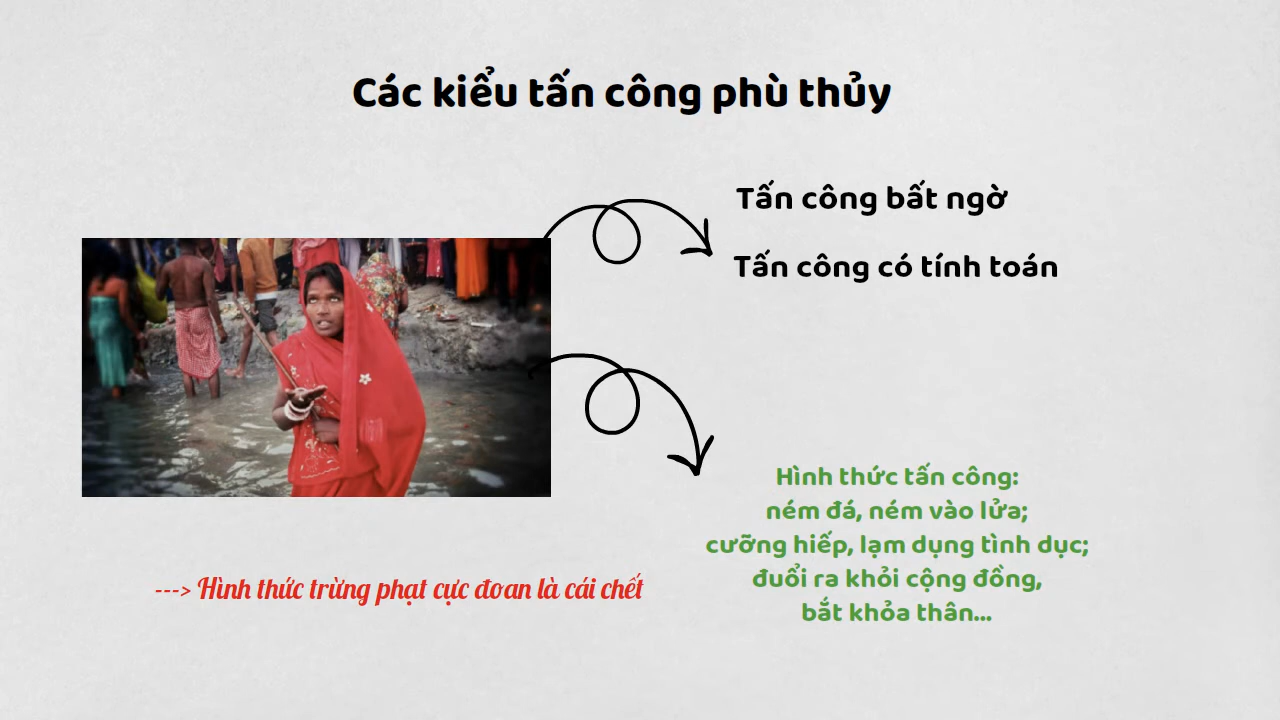 Các kiểu tấn công phù thủy
Tấn công bất ngờ
Tấn công có tính toán
Hình thức tấn công:
ném đá, ném vào lửa;
cưỡng hiếp, lạm dụng tình dục;
đuổi ra khỏi cộng đồng,
bắt khỏa thân...
---> Hình thức trừng phạt cực đoan là cái chết